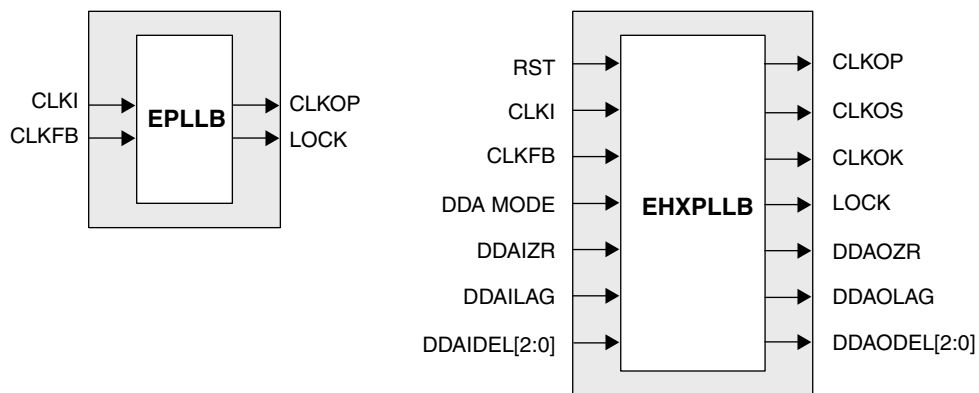 CLKI
CLKFB
EPLLB
CLKOP
LOCK
RST
CLKI
CLKFB
DDA MODE
DDAIZR
DDAILAG
DDAIDEL[2:0]
EHXPLLB
CLKOP
CLKOS
CLKOK
LOCK
DDAOZR
DDAOLAG
DDAODEL[2:0]